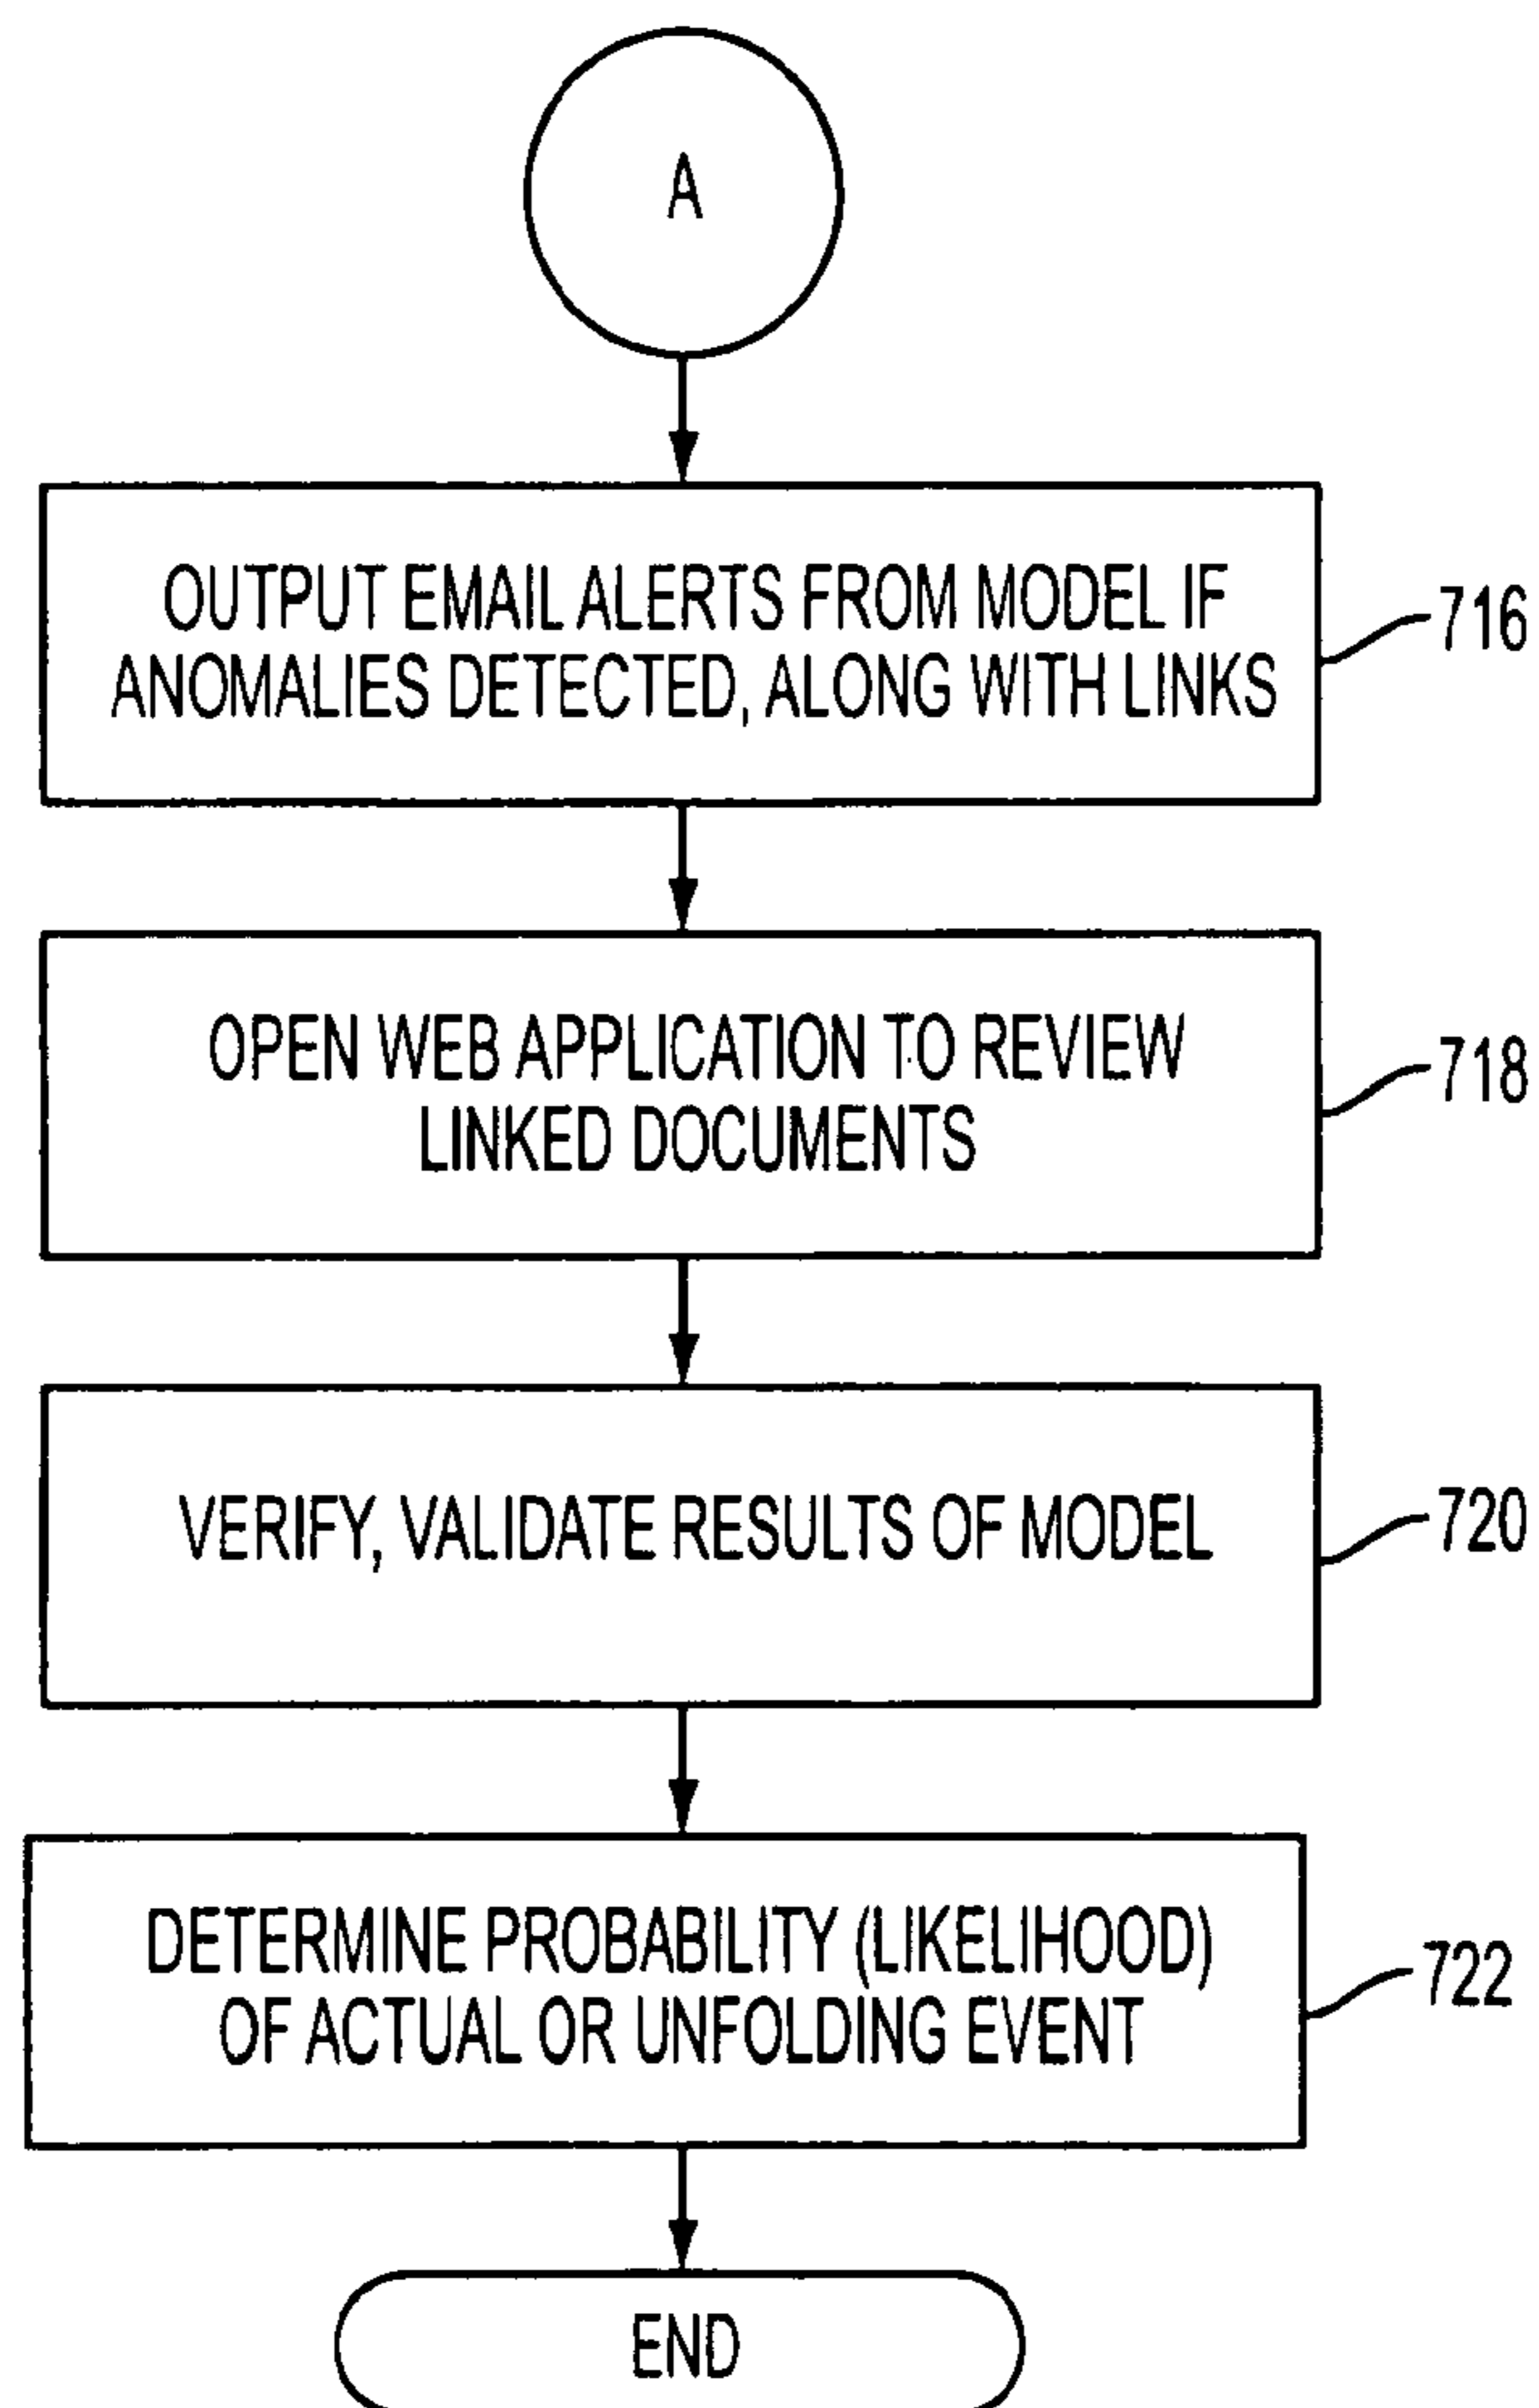 A
OUTPUT EMAIL ALERTS FROM MODEL IF
ANOMALIES DETECTED, ALONG WITH LINKS
716
OPEN WEB APPLICATION TO REVIEW
LINKED DOCUMENTS
718
VERIFY, VALIDATE RESULTS OF MODEL
720
DETERMINE PROBABILITY (LIKELIHOOD)
OF ACTUAL OR UNFOLDING EVENT
722
END